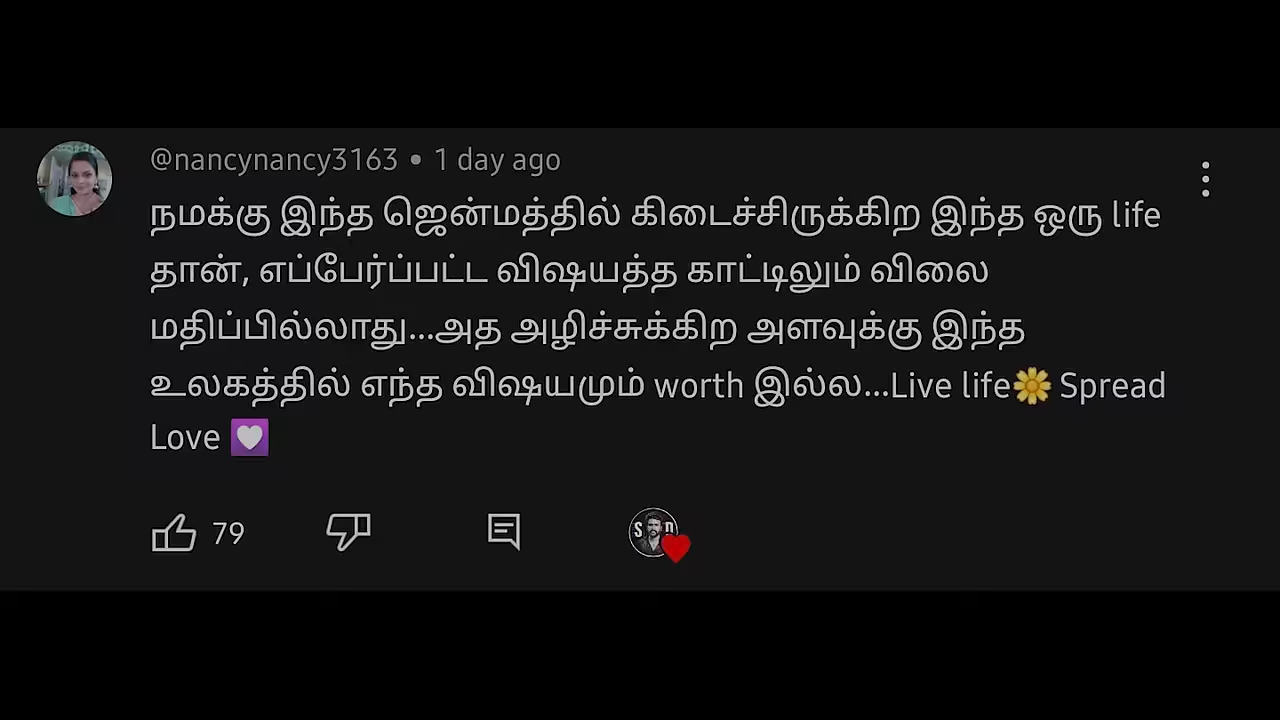 @nancynancy3163 • 1 day ago
நமக்கு இந்த ஜென்மத்தில் கிடைச்சிருக்கிற இந்த ஒரு life
தான், எப்பேர்ப்பட்ட விஷயத்த காட்டிலும் விலை
மதிப்பில்லாது...அத அழிச்சுக்கிற அளவுக்கு இந்த
உலகத்தில் எந்த விஷயமும் worth இல்ல...Live life🌼 Spread
Love 💟
79